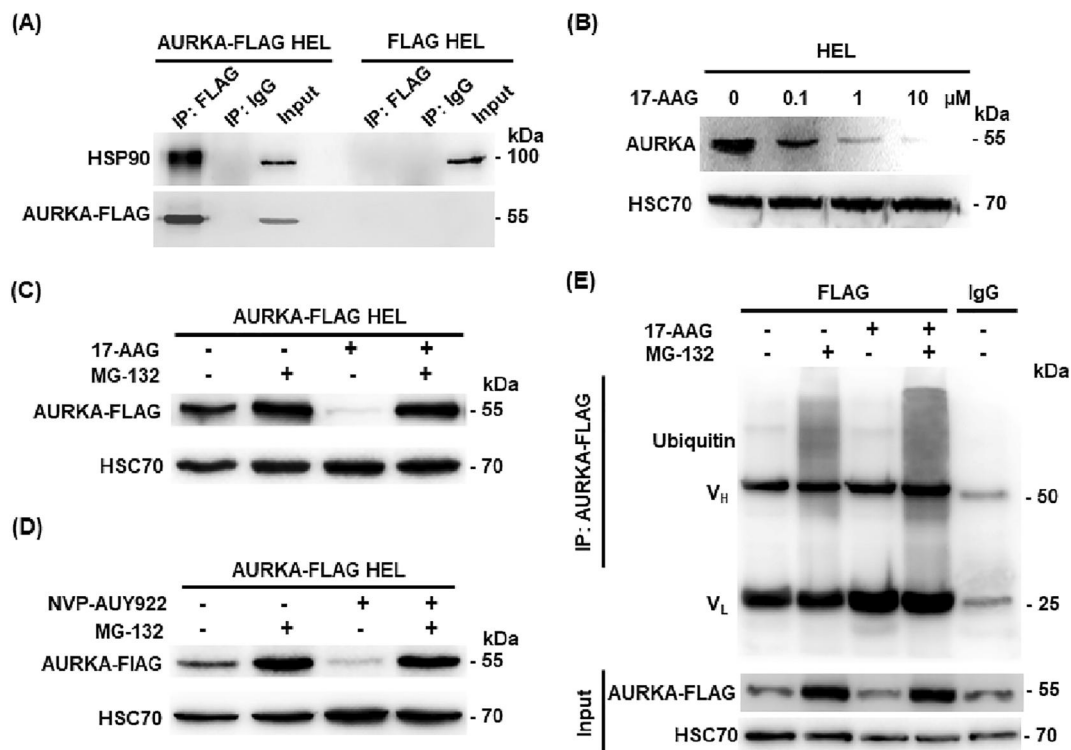 (A)
AURKA-FLAG HEL FLAG HEL
IP: FLAG IP: IgG Input IP: FLAG IP: IgG Input
kDa
HSP90 - 100
AURKA-FLAG - 55
(B)
HEL
17-AAG 0 0.1 1 10 µM
AURKA - 55
HSC70 - 70
(C)
AURKA-FLAG HEL
17-AAG - - + +
MG-132 - + - +
kDa
AURKA-FLAG - 55
HSC70 - 70
(D)
AURKA-FLAG HEL
NVP-AUY922 - - + +
MG-132 - + - +
kDa
AURKA-FlAG - 55
HSC70 - 70
(E)
FLAG IgG
17-AAG - - + + -
MG-132 - + - + -
kDa
IP: AURKA-FLAG
Ubiquitin
VH - 50
VL - 25
Input
AURKA-FLAG - 55
HSC70 - 70